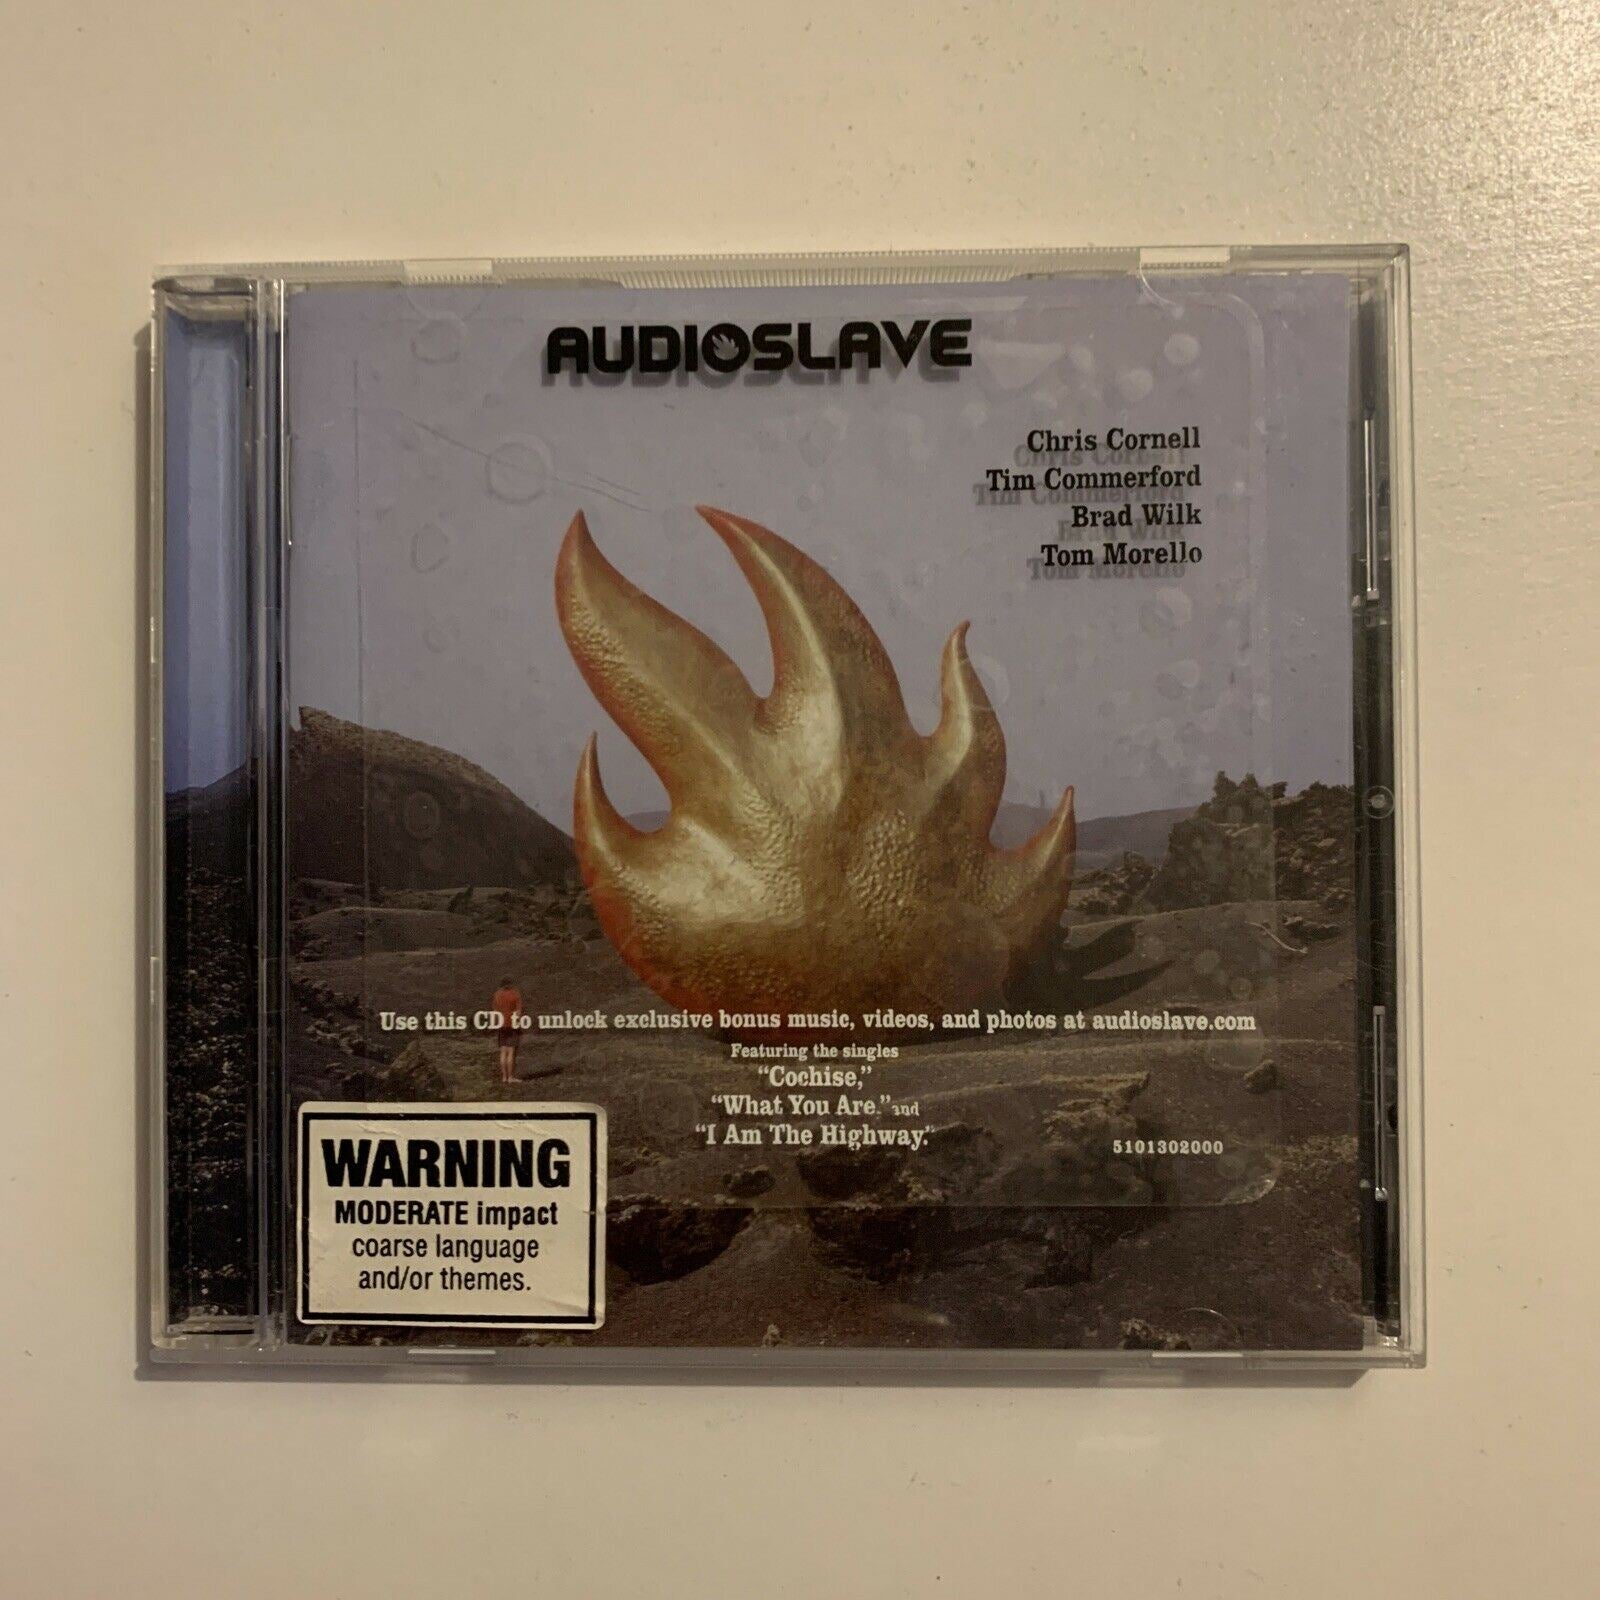 AUDIOSLAVE
Chris Cornell
Tim Commerford
Brad Wilk
Tom Morello
Use this CD to unlock exclusive bonus music, videos, and photos at audioslave.com
Featuring the singles
“Cochise,”
“What You Are.” and
“I Am The Highway.”
5101302000
WARNING
MODERATE impact
coarse language
and/or themes.